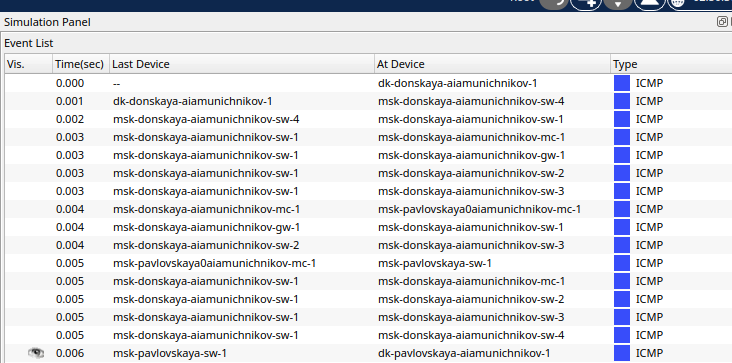 Simulation Panel
Event List
Vis. Time(sec) Last Device At Device Type
0.000 -- dk-donskaya-aiamunichnikov-1 ICMP
0.001 dk-donskaya-aiamunichnikov-1 msk-donskaya-aiamunichnikov-sw-4 ICMP
0.002 msk-donskaya-aiamunichnikov-sw-4 msk-donskaya-aiamunichnikov-sw-1 ICMP
0.003 msk-donskaya-aiamunichnikov-sw-1 msk-donskaya-aiamunichnikov-mc-1 ICMP
0.003 msk-donskaya-aiamunichnikov-sw-1 msk-donskaya-aiamunichnikov-gw-1 ICMP
0.003 msk-donskaya-aiamunichnikov-sw-1 msk-donskaya-aiamunichnikov-sw-2 ICMP
0.003 msk-donskaya-aiamunichnikov-sw-1 msk-donskaya-aiamunichnikov-sw-3 ICMP
0.004 msk-donskaya-aiamunichnikov-mc-1 msk-pavlovskaya0aiamunichnikov-mc-1 ICMP
0.004 msk-donskaya-aiamunichnikov-gw-1 msk-donskaya-aiamunichnikov-sw-1 ICMP
0.004 msk-donskaya-aiamunichnikov-sw-2 msk-donskaya-aiamunichnikov-sw-3 ICMP
0.005 msk-pavlovskaya0aiamunichnikov-mc-1 msk-pavlovskaya-sw-1 ICMP
0.005 msk-donskaya-aiamunichnikov-sw-1 msk-donskaya-aiamunichnikov-mc-1 ICMP
0.005 msk-donskaya-aiamunichnikov-sw-1 msk-donskaya-aiamunichnikov-sw-2 ICMP
0.005 msk-donskaya-aiamunichnikov-sw-1 msk-donskaya-aiamunichnikov-sw-3 ICMP
0.005 msk-donskaya-aiamunichnikov-sw-1 msk-donskaya-aiamunichnikov-sw-4 ICMP
0.006 msk-pavlovskaya-sw-1 dk-pavlovskaya-aiamunichnikov-1 ICMP